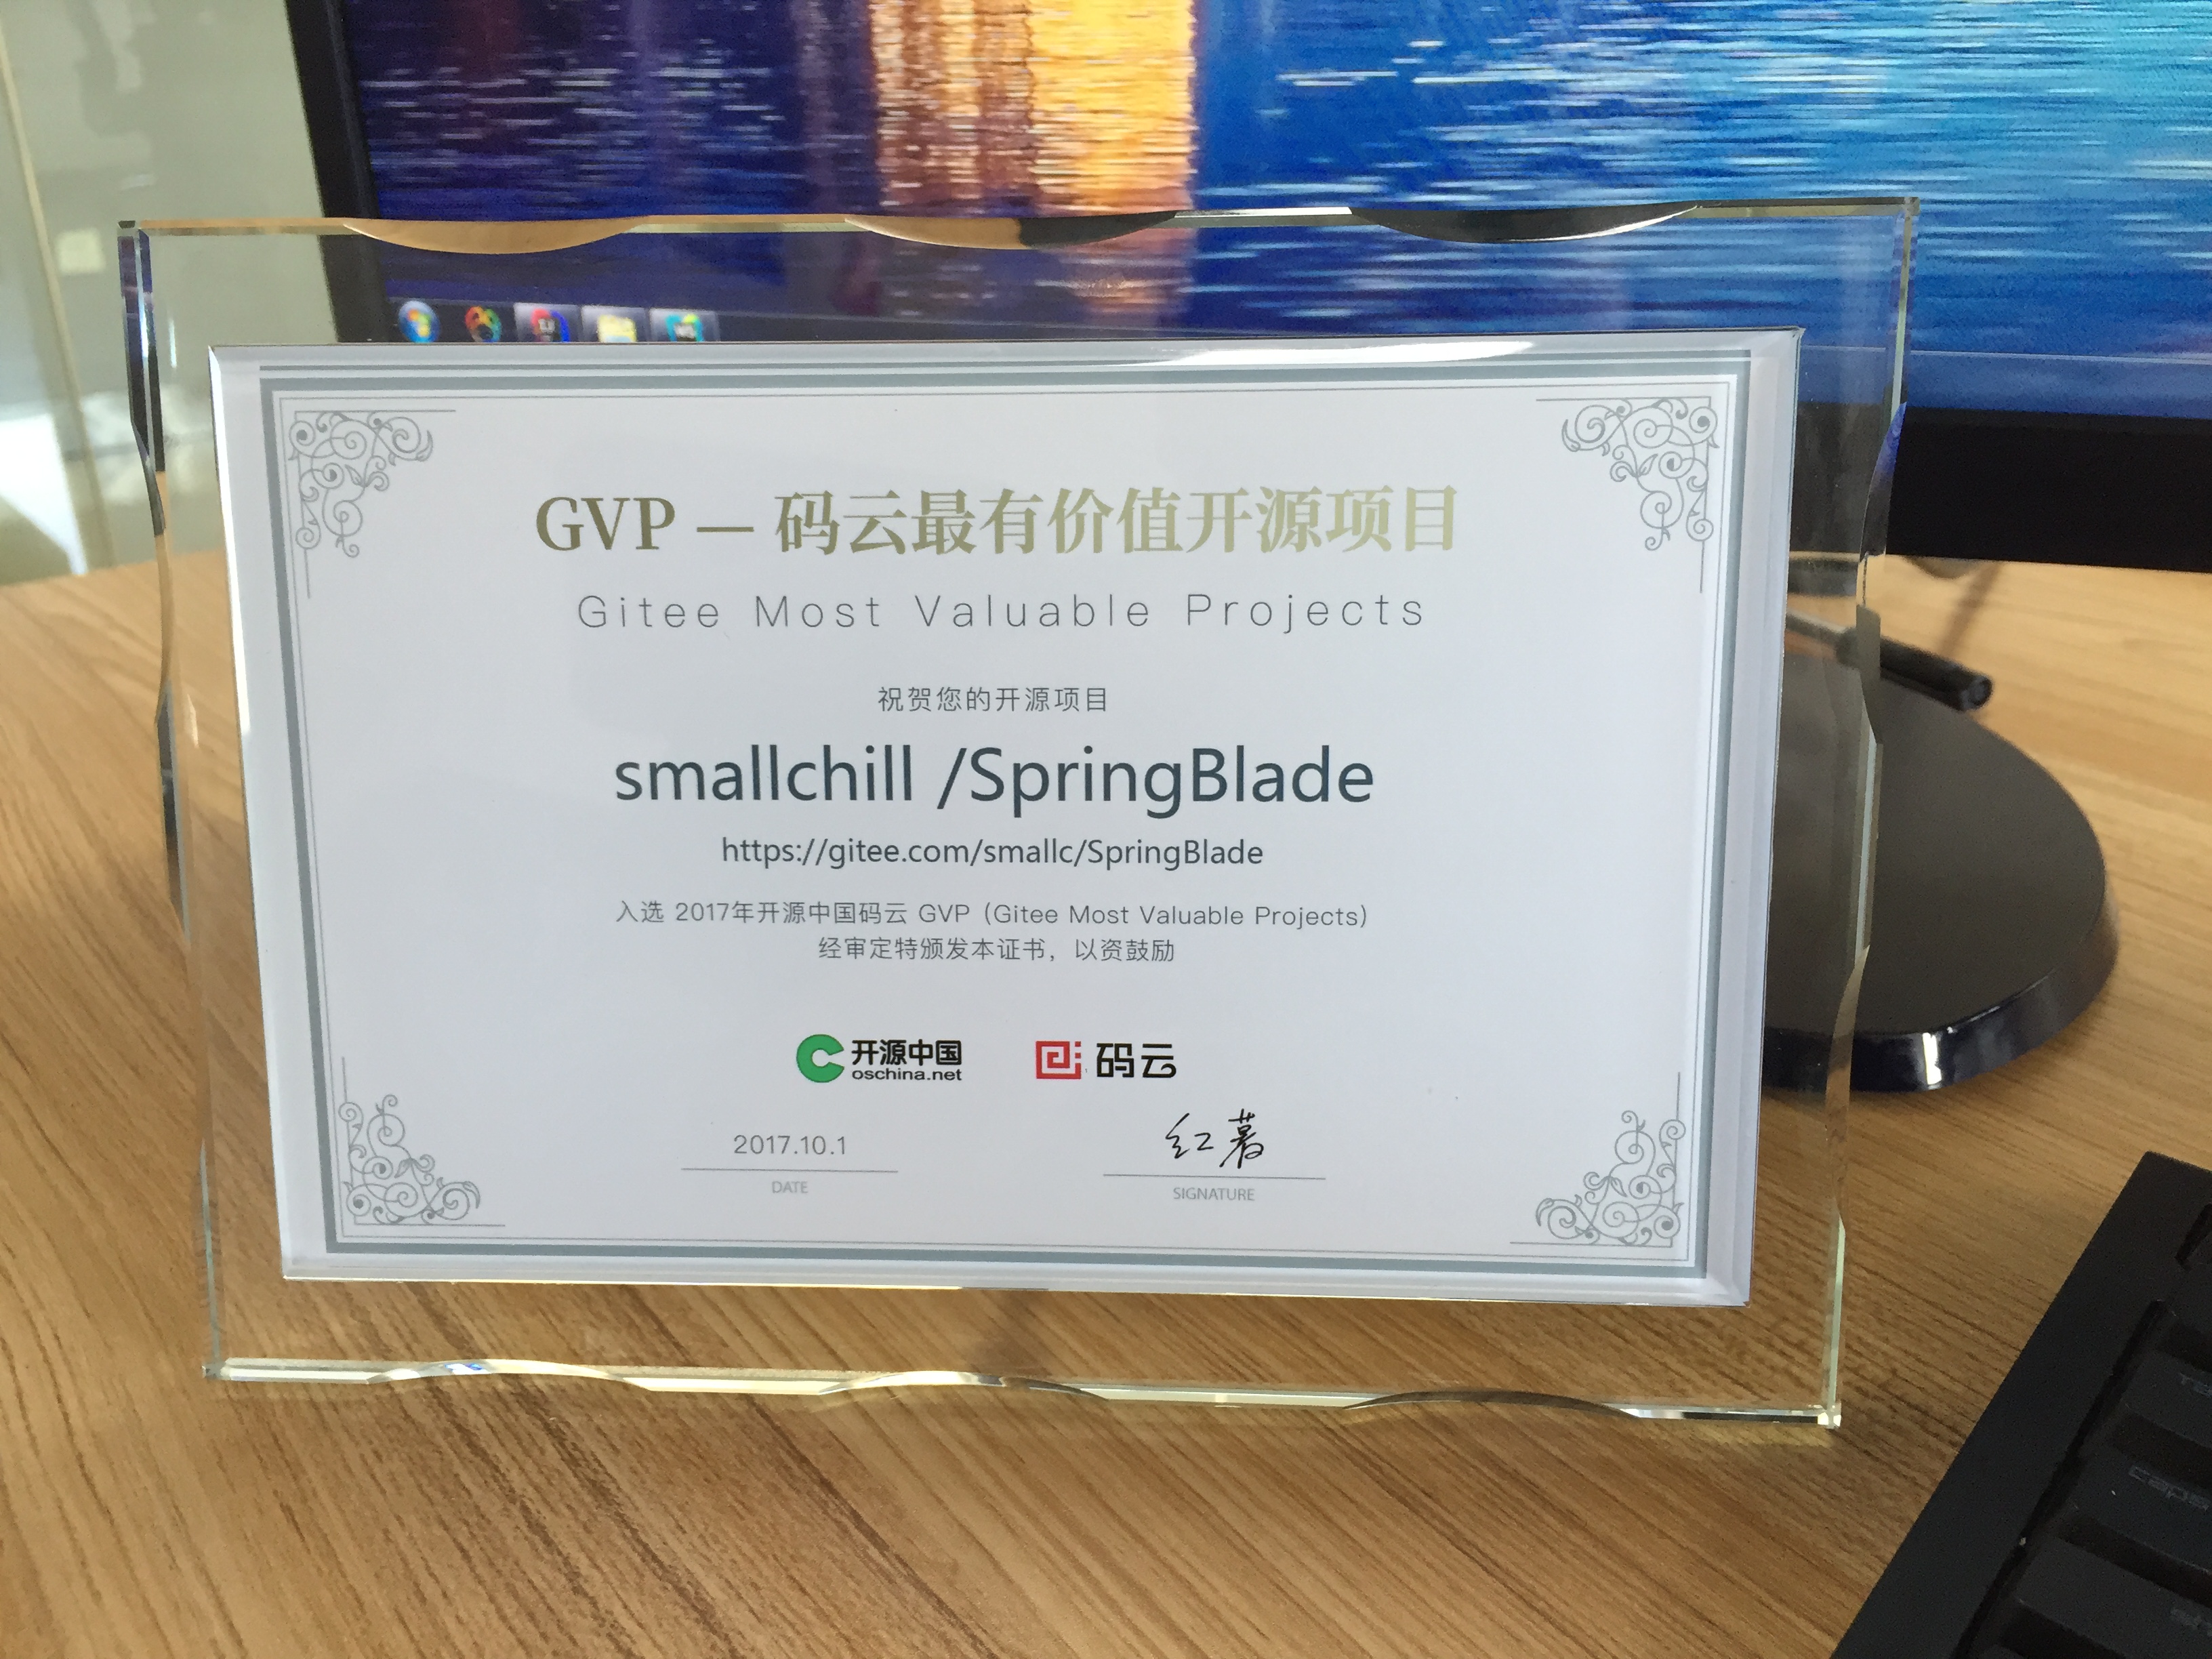 GVP — 码云最有价值开源项目
Gitee Most Valuable Projects
祝贺您的开源项目
smallchill /SpringBlade
https://gitee.com/smallc/SpringBlade
入选 2017年开源中国码云 GVP (Gitee Most Valuable Projects)
经审定特颁发本证书，以资鼓励
开源中国
oschina.net
码云
2017.10.1
红薯
DATE
SIGNATURE